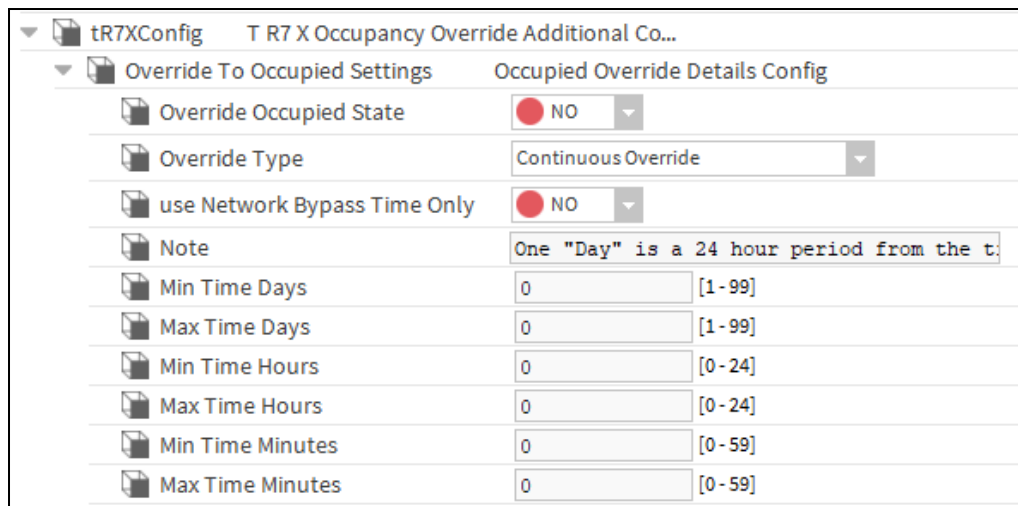 tR7XConfig T R7 X Occupancy Override Additional Co...
Override To Occupied Settings Occupied Override Details Config
Override Occupied State NO
Override Type Continuous Override
use Network Bypass Time Only NO
Note One "Day" is a 24 hour period from the
Min Time Days 0 [1-99]
Max Time Days 0 [1-99]
Min Time Hours 0 [0-24]
Max Time Hours 0 [0-24]
Min Time Minutes 0 [0-59]
Max Time Minutes 0 [0-59]